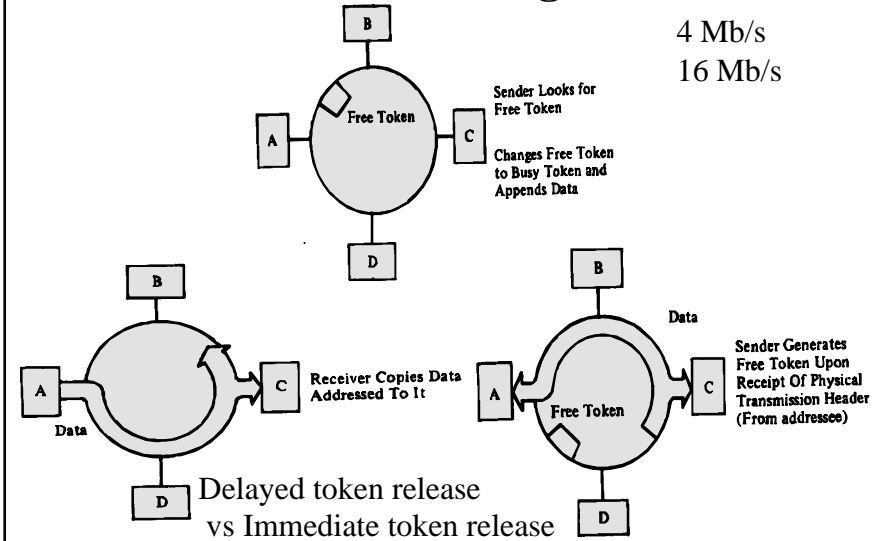 4 Mb/s
16 Mb/s
B
A
Free Token
C
D
Sender Looks for
Free Token
Changes Free Token
to Busy Token and
Appends Data
B
A
Data
C
D
Receiver Copies Data
Addressed To It
B
Data
A
Free Token
C
D
Sender Generates
Free Token Upon
Receipt Of Physical
Transmission Header
(From addressee)
Delayed token release
vs Immediate token release